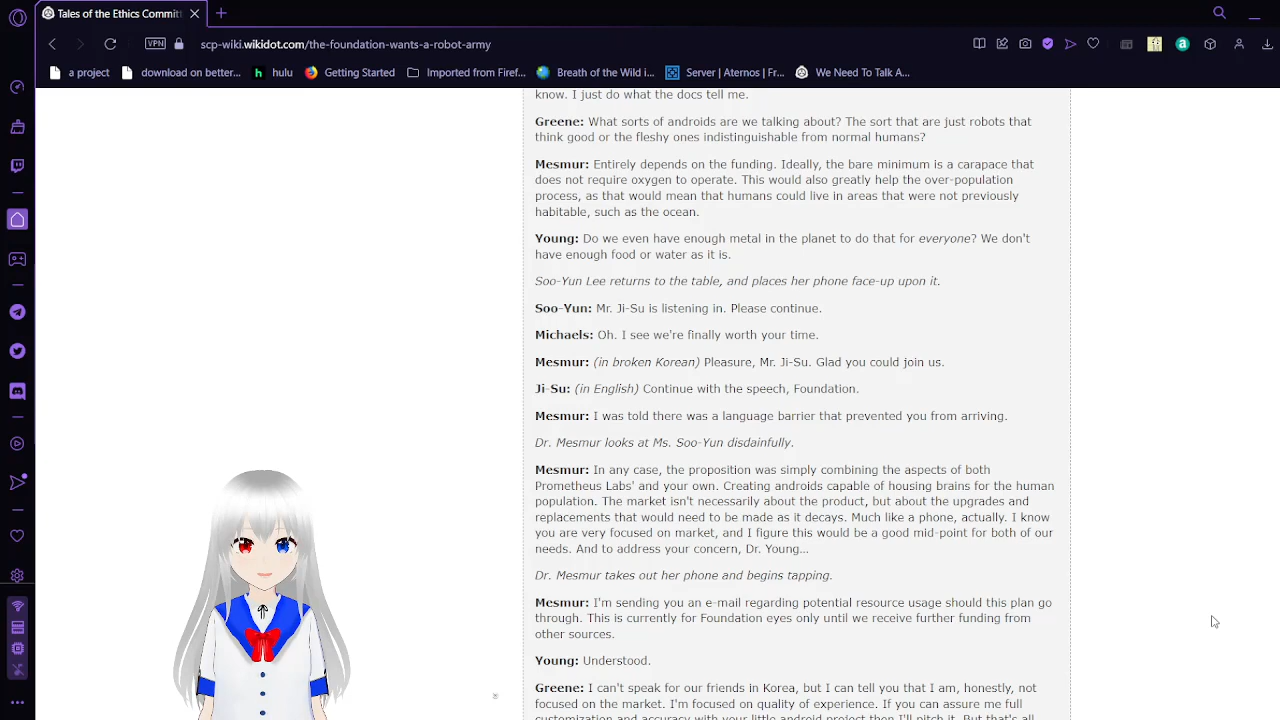 Tales of the Ethics Committ
VPN
scp-wiki.wikidot.com/the-foundation-wants-a-robot-army
a project
download on better...
hulu
Getting Started
Imported from Firef...
Breath of the Wild i...
Server | Aternos | Fr...
We Need To Talk A...
know. I just do what the docs tell me.
Greene: What sorts of androids are we talking about? The sort that are just robots that
think good or the fleshy ones indistinguishable from normal humans?
Mesmur: Entirely depends on the funding. Ideally, the bare minimum is a carapace that
does not require oxygen to operate. This would also greatly help the over-population
process, as that would mean that humans could live in areas that were not previously
habitable, such as the ocean.
Young: Do we even have enough metal in the planet to do that for everyone? We don't
have enough food or water as it is.
Soo-Yun Lee returns to the table, and places her phone face-up upon it.
Soo-Yun: Mr. Ji-Su is listening in. Please continue.
Michaels: Oh. I see we're finally worth your time.
Mesmur: (in broken Korean) Pleasure, Mr. Ji-Su. Glad you could join us.
Ji-Su: (in English) Continue with the speech, Foundation.
Mesmur: I was told there was a language barrier that prevented you from arriving.
Dr. Mesmur looks at Ms. Soo-Yun disdainfully.
Mesmur: In any case, the proposition was simply combining the aspects of both
Prometheus Labs' and your own. Creating androids capable of housing brains for the human
population. The market isn't necessarily about the product, but about the upgrades and
replacements that would need to be made as it decays. Much like a phone, actually. I know
you are very focused on market, and I figure this would be a good mid-point for both of our
needs. And to address your concern, Dr. Young...
Dr. Mesmur takes out her phone and begins tapping.
Mesmur: I'm sending you an e-mail regarding potential resource usage should this plan go
through. This is currently for Foundation eyes only until we receive further funding from
other sources.
Young: Understood.
Greene: I can't speak for our friends in Korea, but I can tell you that I am, honestly, not
focused on the market. I'm focused on quality of experience. If you can assure me full
customization and accuracy with your little android project then I'll pitch it. But that's all